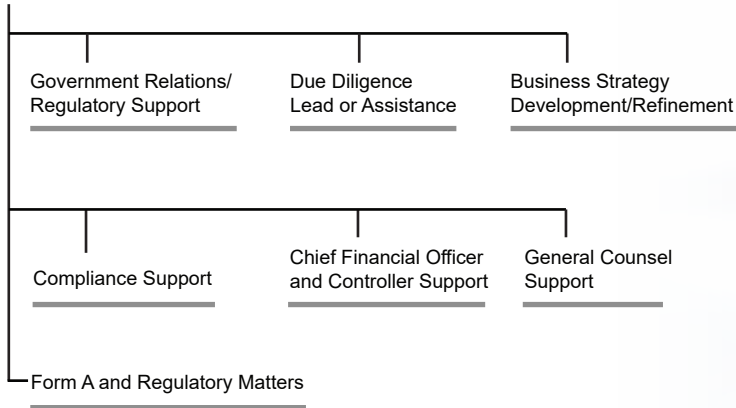 Government Relations/
Regulatory Support
Due Diligence
Lead or Assistance
Business Strategy
Development/Refinement
Compliance Support
Chief Financial Officer
and Controller Support
General Counsel
Support
Form A and Regulatory Matters